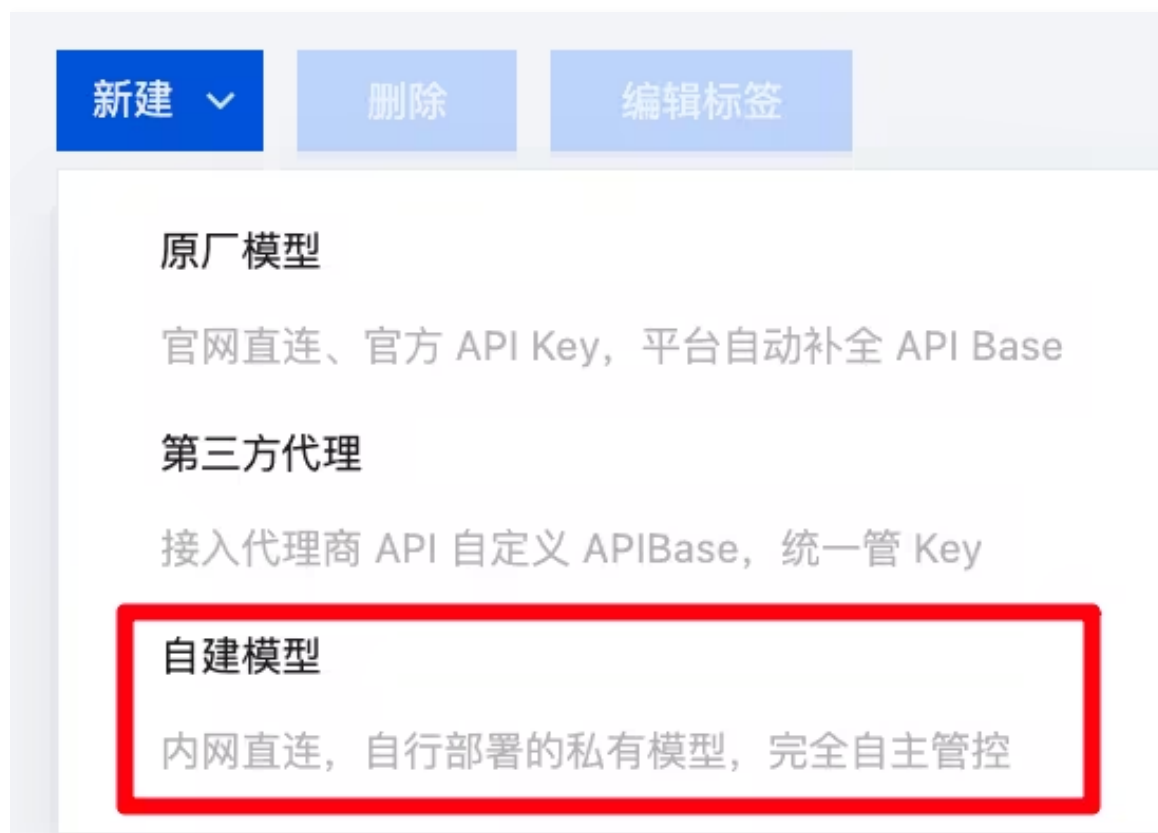 新建
删除
编辑标签
原厂模型
官网直连、官方 API Key，平台自动补全 API Base
第三方代理
接入代理商 API 自定义 APIBase，统一管 Key
自建模型
内网直连，自行部署的私有模型，完全自主管控